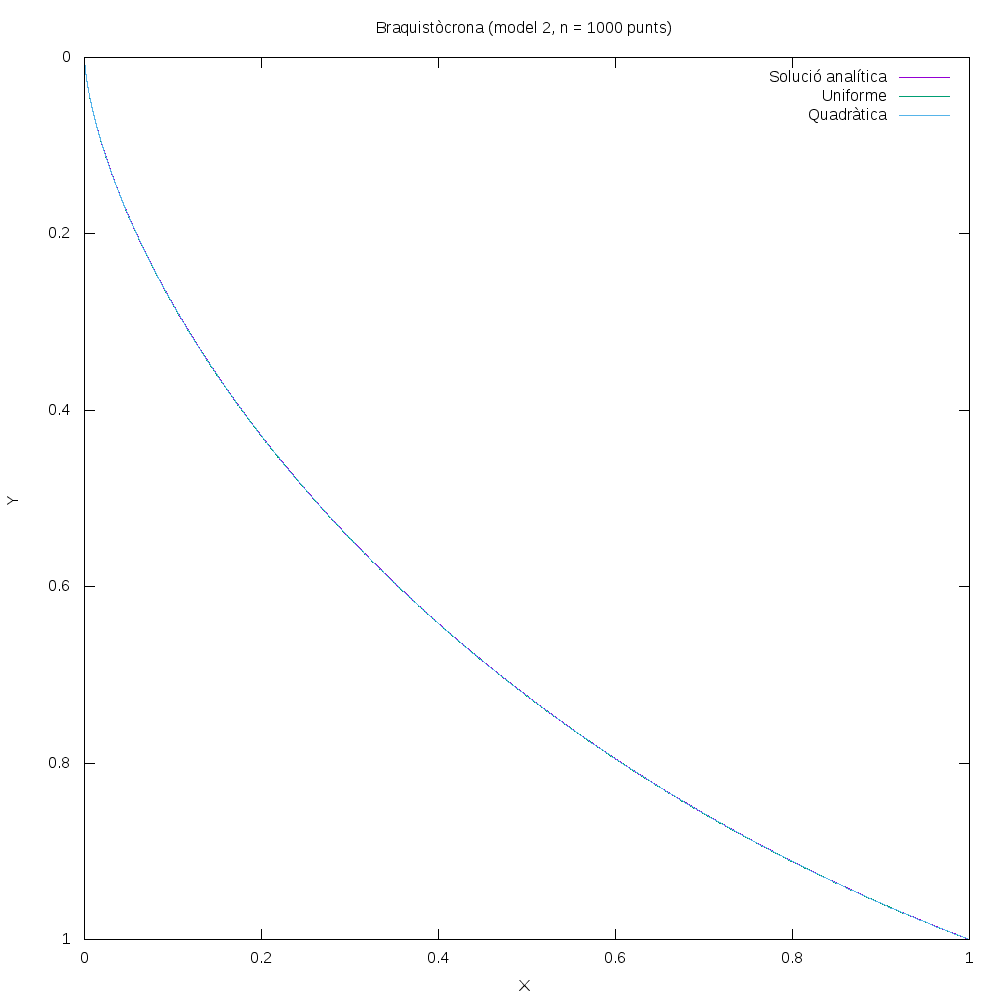 Braquistòcrona (model 2, n = 1000 punts)
Solució analítica
Uniforme
Quadràtica
0
0.2
0.4
0.6
0.8
1
Y
0 0.2 0.4 0.6 0.8 1
X